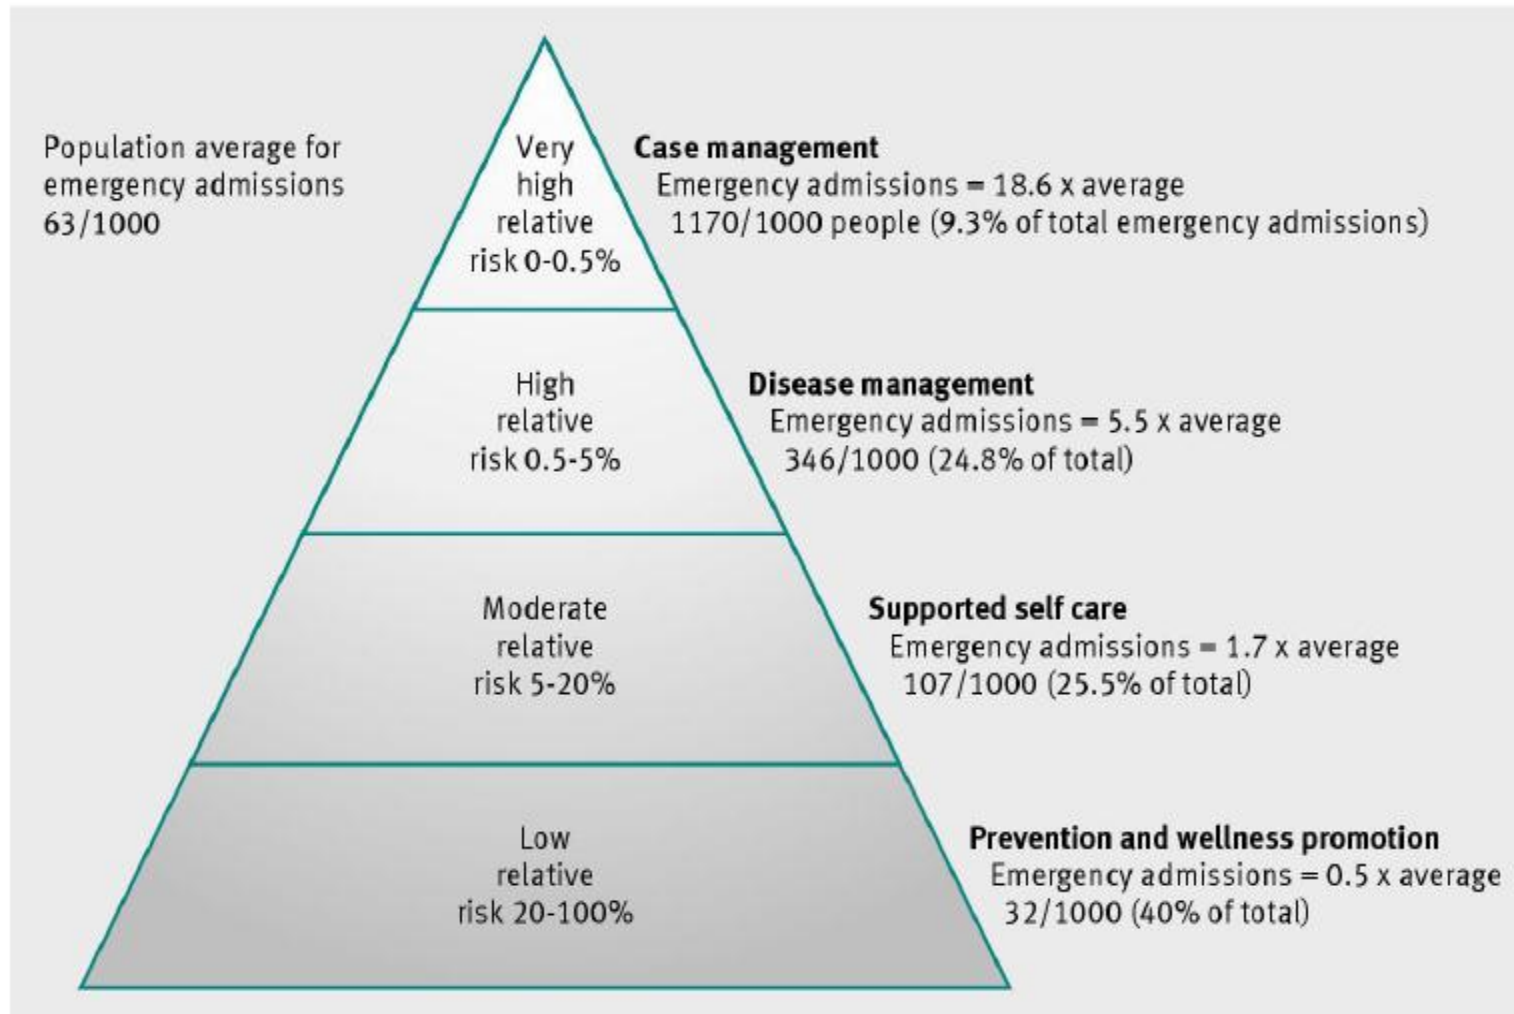 Population average for
emergency admissions
63/1000
Very
high
relative
risk 0-0.5%
Case management
Emergency admissions = 18.6 x average
1170/1000 people (9.3% of total emergency admissions)
High
relative
risk 0.5-5%
Disease management
Emergency admissions = 5.5 x average
346/1000 (24.8% of total)
Moderate
relative
risk 5-20%
Supported self care
Emergency admissions = 1.7 x average
107/1000 (25.5% of total)
Low
relative
risk 20-100%
Prevention and wellness promotion
Emergency admissions = 0.5 x average
32/1000 (40% of total)